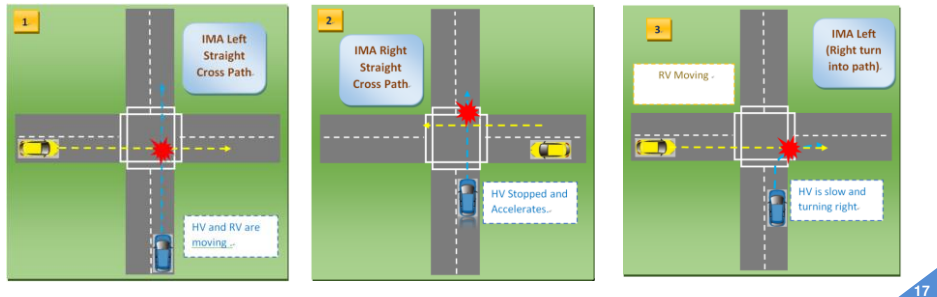 1
IMA Left
Straight
Cross Path.
HV and RV are
moving .
2
IMA Right
Straight
Cross Path.
HV Stopped and
Accelerates.
3
IMA Left
(Right turn
into path).
RV Moving .
HV is slow and
turning right.
17